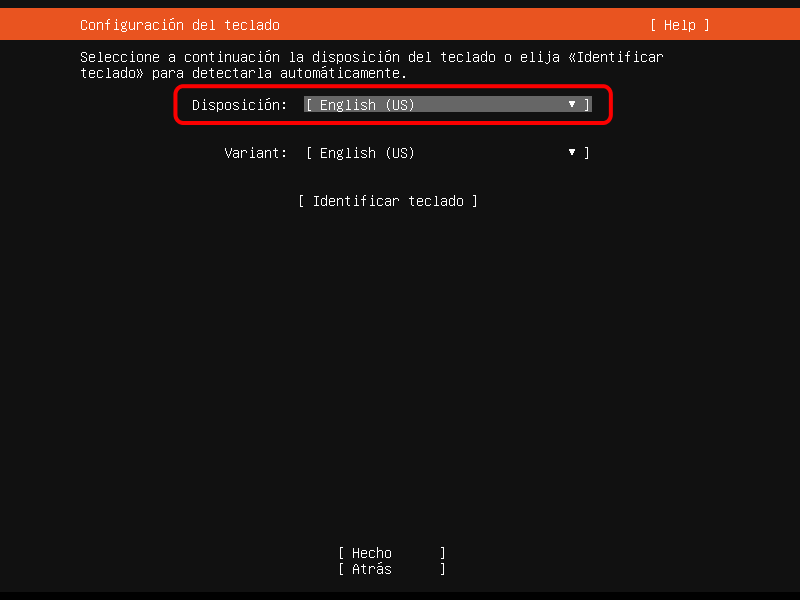 Configuración del teclado [ Help ]
Seleccione a continuación la disposición del teclado o elija «Identificar
teclado» para detectarla automáticamente.
Disposición: [ English (US) ▾ ]
Variant: [ English (US) ▾ ]
[ Identificar teclado ]
[ Hecho ]
[ Atrás ]